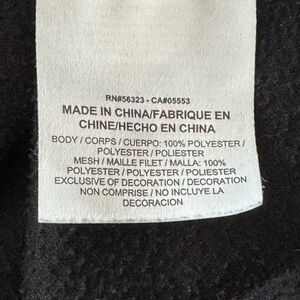 RN#56323 - CA#05553
MADE IN CHINA/FABRIQUE EN
CHINE/HECHO EN CHINA
BODY / CORPS / CUERPO: 100% POLYESTER /
POLYESTER / POLIESTER
MESH / MAILLE FILET / MALLA: 100%
POLYESTER / POLYESTER / POLIESTER
EXCLUSIVE OF DECORATION / DECORATION
NON COMPRISE / NO INCLUYE LA
DECORACION